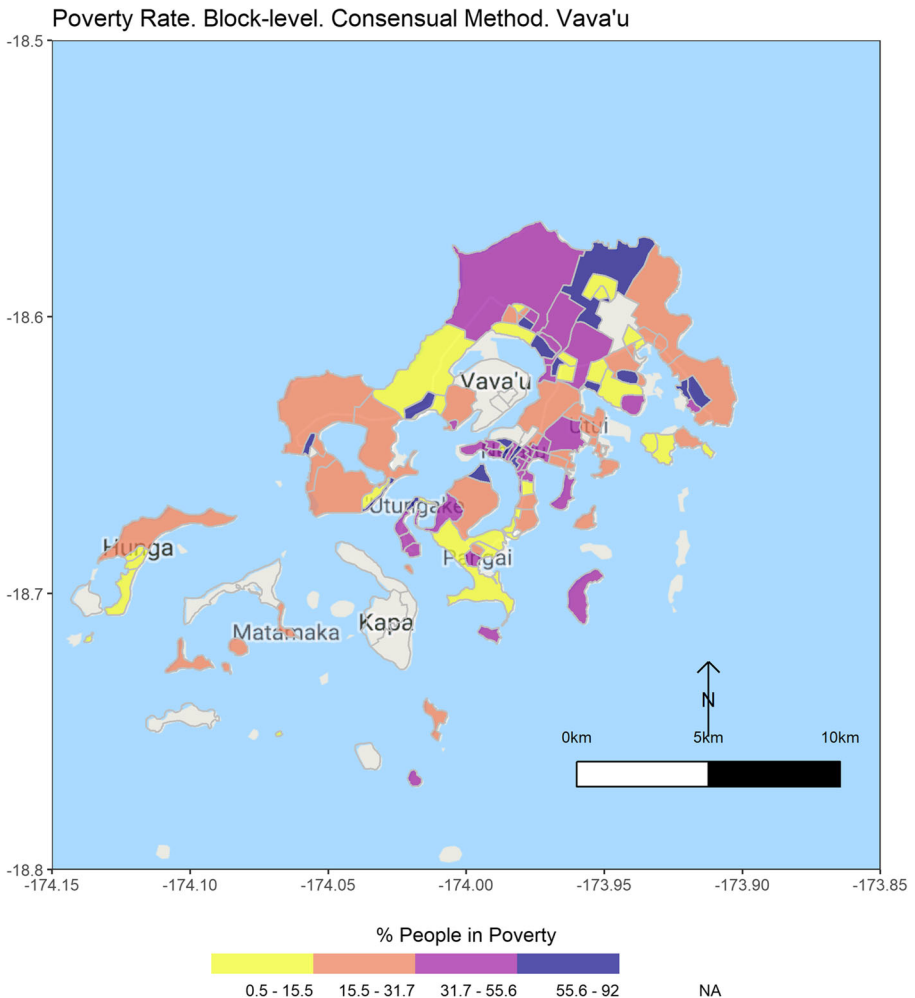 Poverty Rate. Block-level. Consensual Method. Vava'u
-18.5
-18.6
Vava'u
Utui
'Utungake
Hunga
Pangai
-18.7
Kapa
Matamaka
N
0km 5km 10km
-18.8
-174.15 -174.10 -174.05 -174.00 -173.95 -173.90 -173.85
% People in Poverty
0.5 - 15.5 15.5 - 31.7 31.7 - 55.6 55.6 - 92 NA